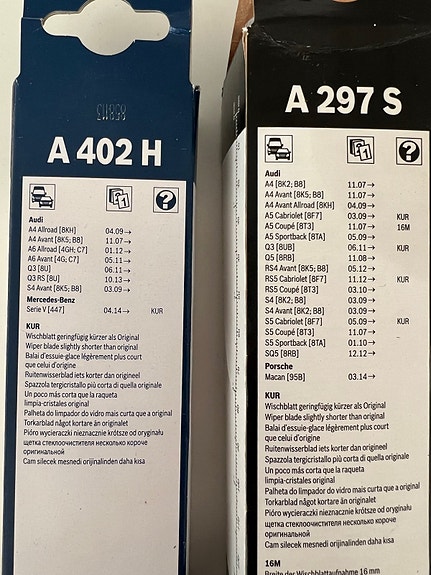 A 402 H
Audi
A4 Allroad [8KH] 04.09→
A4 Avant [8K5; B8] 11.07→
A6 Allroad [4GH; C7] 01.12→
A6 Avant [4G; C7] 05.11→
Q3 [8U] 06.11→
Q3 RS [8U] 10.13→
S4 Avant [8K5; B8] 03.09→
Mercedes-Benz
Serie V [447] 04.14→ KUR
KUR
Wischblatt geringfügig kürzer als Original
Wiper blade slightly shorter than original
Balai d'essuie-glace légèrement plus court
que celui d'origine
Ruitenwisserblad iets korter dan origineel
Spazzola tergicristallo più corta di quella originale
Un poco más corta que la raqueta
limpia-cristales original
Palheta do limpador do vidro mais curta que a original
Torkarblad något kortare än originalet
Pióro wycieraczki nieznacznie krótsze od oryginału
щетка стеклоочистителя несколько короче
оригинальной
Cam silecek mesnedi orijinalinden daha kısa
A 297 S
Audi
A4 [8K2; B8] 11.07→
A4 Avant [8K5; B8] 11.07→
A4 Avant Allroad [8KH] 04.09→
A5 Cabriolet [8F7] 03.09→ KUR
A5 Coupé [8T3] 11.07→ 16M
A5 Sportback [8TA] 05.09→
Q3 [8UB] 06.11→ KUR
Q5 [8RB] 11.08→
RS4 Avant [8K5; B8] 05.12→
RS5 Cabriolet [8F7] 11.12→ KUR
RS5 Coupé [8T3] 03.10→
S4 [8K2; B8] 03.09→
S4 Avant [8K5; B8] 03.09→
S5 Cabriolet [8F7] 05.09 KUR
S5 Coupé [8T3] 11.07→
S5 Sportback [8TA] 01.10→
SQ5 [8RB] 12.12→
Porsche
Macan [95B] 03.14→
KUR
Wischblatt geringfügig kürzer als Original
Wiper blade slightly shorter than original
Balai d'essuie-glace légèrement plus court
que celui d'origine
Ruitenwisserblad iets korter dan origineel
Spazzola tergicristallo più corta di quella originale
Un poco más corta que la raqueta
limpia-cristales original
Palheta do limpador do vidro mais curta que a original
Torkarblad något kortare än originalet
Pióro wycieraczki nieznacznie krótsze od oryginału
щетка стеклоочистителя несколько короче
оригинальной
Cam silecek mesnedi orijinalinden daha kısa
16M
Breite der Wischblattaufnahme 16 mm